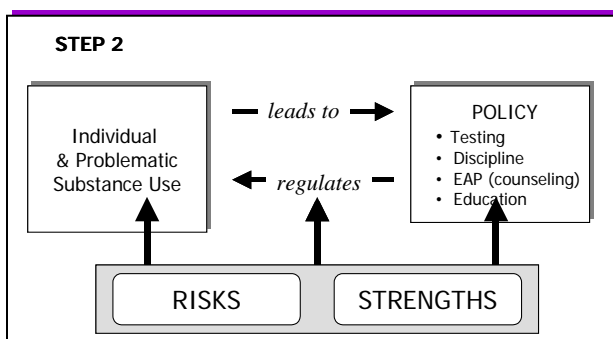 STEP 2
Individual
& Problematic
Substance Use
leads to
regulates
POLICY
• Testing
• Discipline
• EAP (counseling)
• Education
RISKS
STRENGTHS